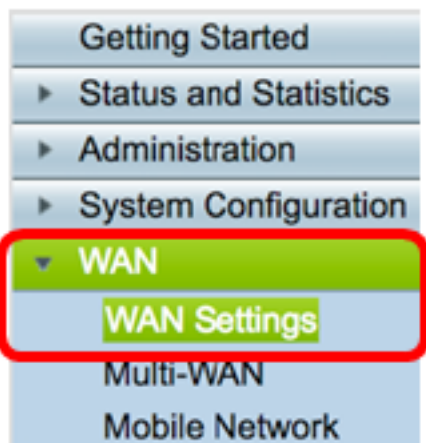 Getting Started
Status and Statistics
Administration
System Configuration
WAN
WAN Settings
Multi-WAN
Mobile Network